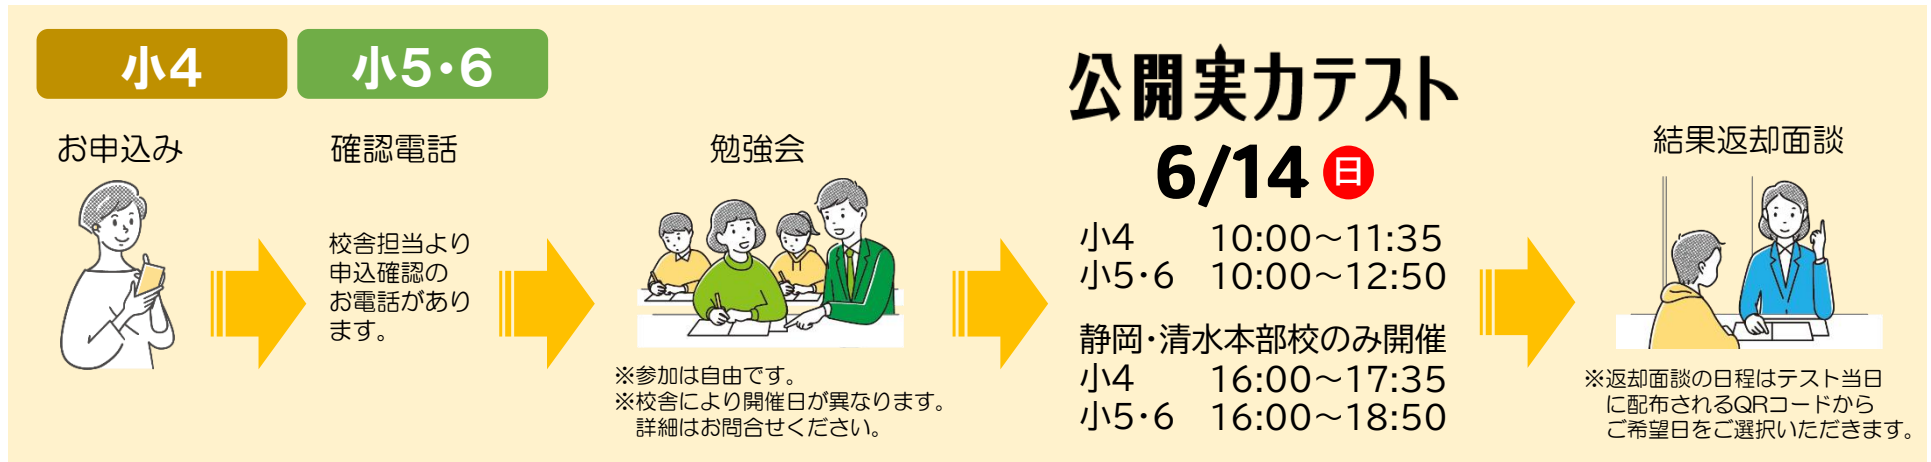 小4
小5・6
お申込み
確認電話
校舎担当より
申込確認の
お電話があり
ます。
勉強会
※参加は自由です。
※校舎により開催日が異なります。
詳細はお問合せください。
公開実力テスト
6/14 日
小4 10:00～11:35
小5・6 10:00～12:50
静岡・清水本部校のみ開催
小4 16:00～17:35
小5・6 16:00～18:50
結果返却面談
※返却面談の日程はテスト当日
に配布されるQRコードから
ご希望日をご選択いただきます。